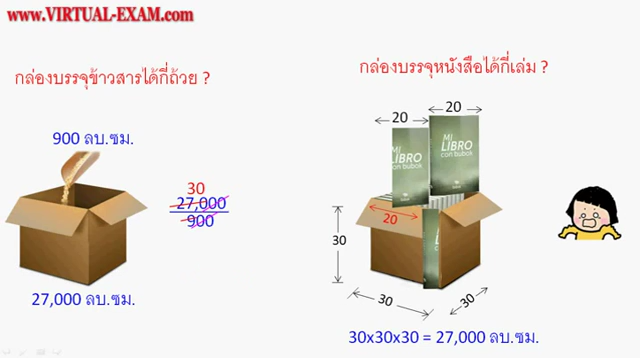 www.VIRTUAL-EXAM.com
กล่องบรรจุข้าวสารได้กี่ถ้วย ?
900 ลบ.ซม.
30
27,000
900
27,000 ลบ.ซม.
กล่องบรรจุหนังสือได้กี่เล่ม ?
20
20
MI
LIBRO
con bubok
MI
LIBRO
con bubok
20
30
30
30
30x30x30 = 27,000 ลบ.ซม.